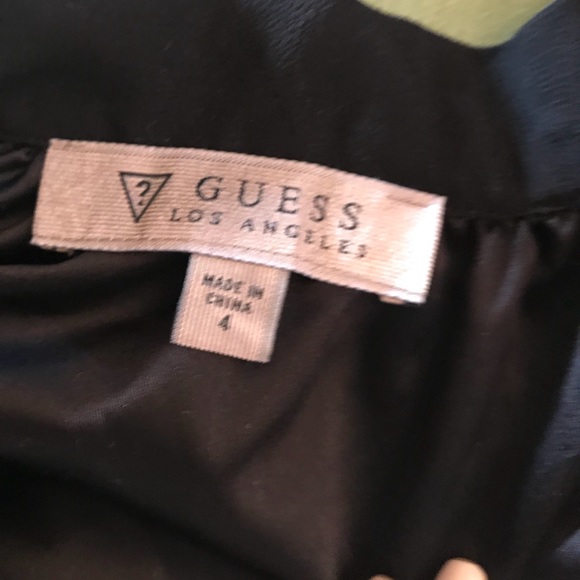 ?
GUESS
LOS ANGELES
MADE IN
CHINA
4